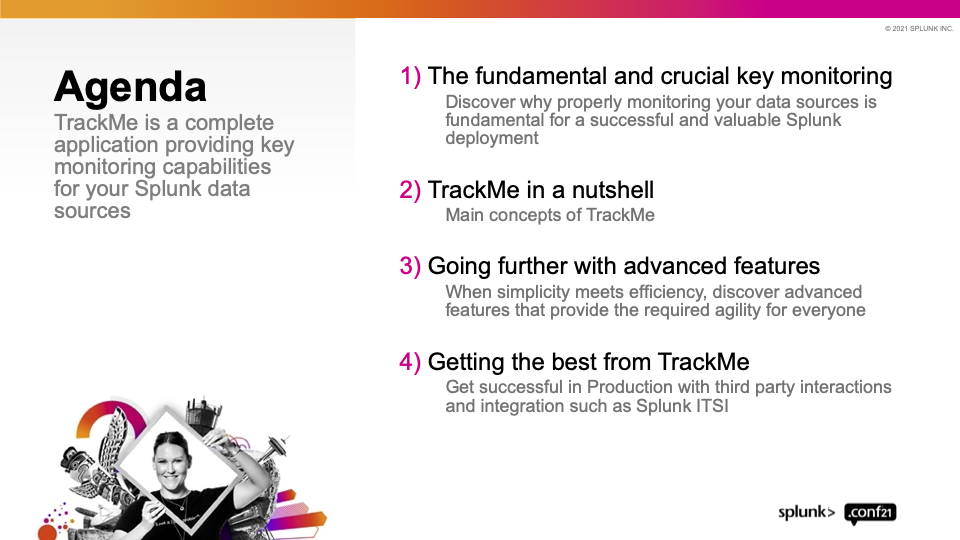 © 2021 SPLUNK INC.
Agenda
TrackMe is a complete
application providing key
monitoring capabilities
for your Splunk data
sources
1) The fundamental and crucial key monitoring
Discover why properly monitoring your data sources is
fundamental for a successful and valuable Splunk
deployment
2) TrackMe in a nutshell
Main concepts of TrackMe
3) Going further with advanced features
When simplicity meets efficiency, discover advanced
features that provide the required agility for everyone
4) Getting the best from TrackMe
Get successful in Production with third party interactions
and integration such as Splunk ITSI
splunk> .conf21